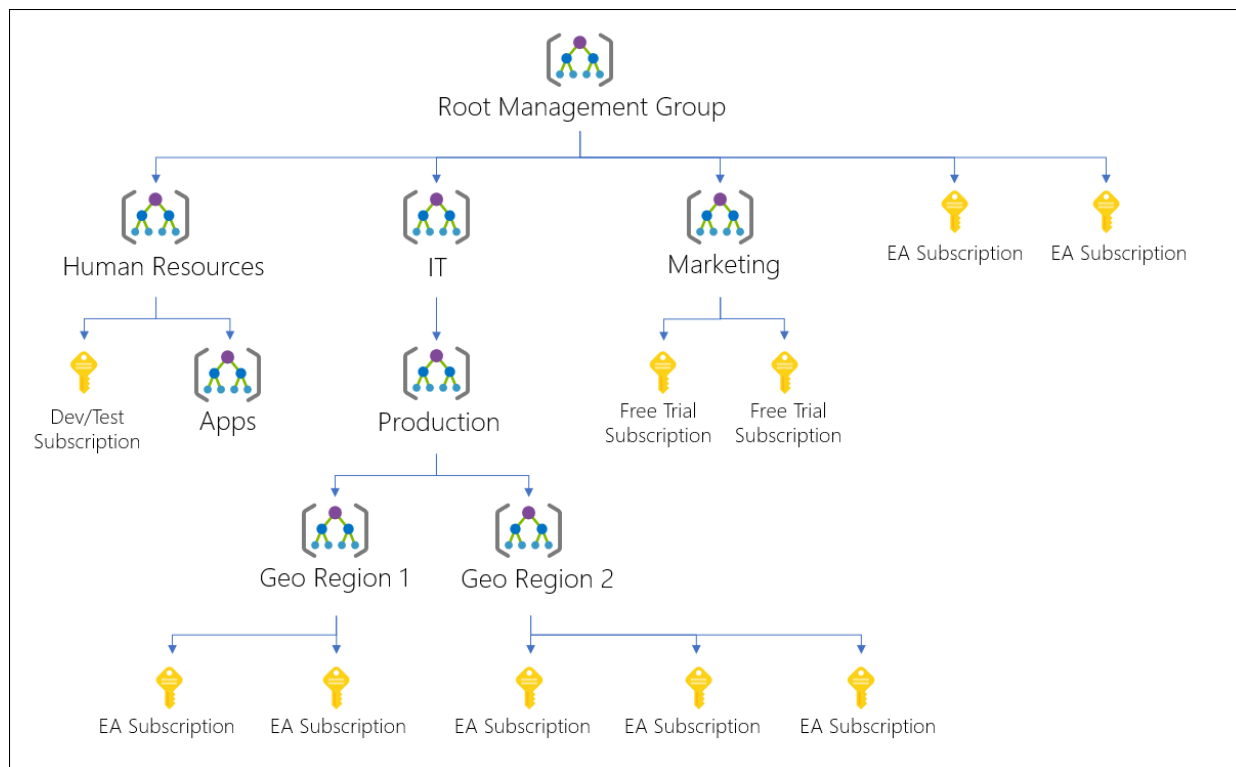 Root Management Group
Human Resources
IT
Marketing
EA Subscription
EA Subscription
Dev/Test
Subscription
Apps
Production
Free Trial
Subscription
Free Trial
Subscription
Geo Region 1
Geo Region 2
EA Subscription
EA Subscription
EA Subscription
EA Subscription
EA Subscription